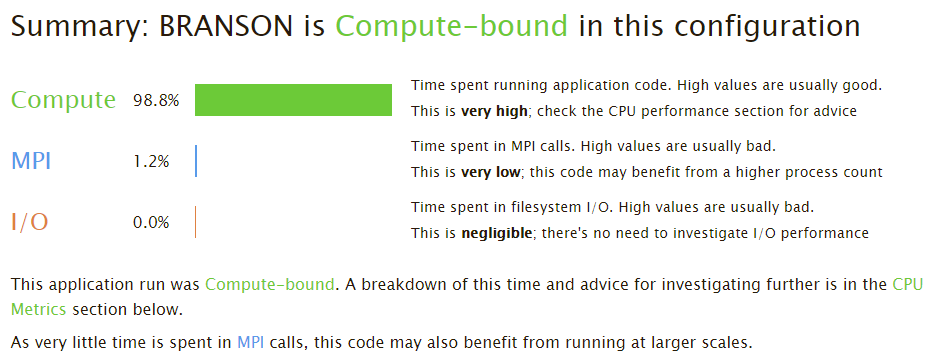 Summary: BRANSON is Compute-bound in this configuration
Compute 98.8%
Time spent running application code. High values are usually good.
This is very high; check the CPU performance section for advice
MPI 1.2%
Time spent in MPI calls. High values are usually bad.
This is very low; this code may benefit from a higher process count
I/O 0.0%
Time spent in filesystem I/O. High values are usually bad.
This is negligible; there's no need to investigate I/O performance
This application run was Compute-bound. A breakdown of this time and advice for investigating further is in the CPU
Metrics section below.
As very little time is spent in MPI calls, this code may also benefit from running at larger scales.